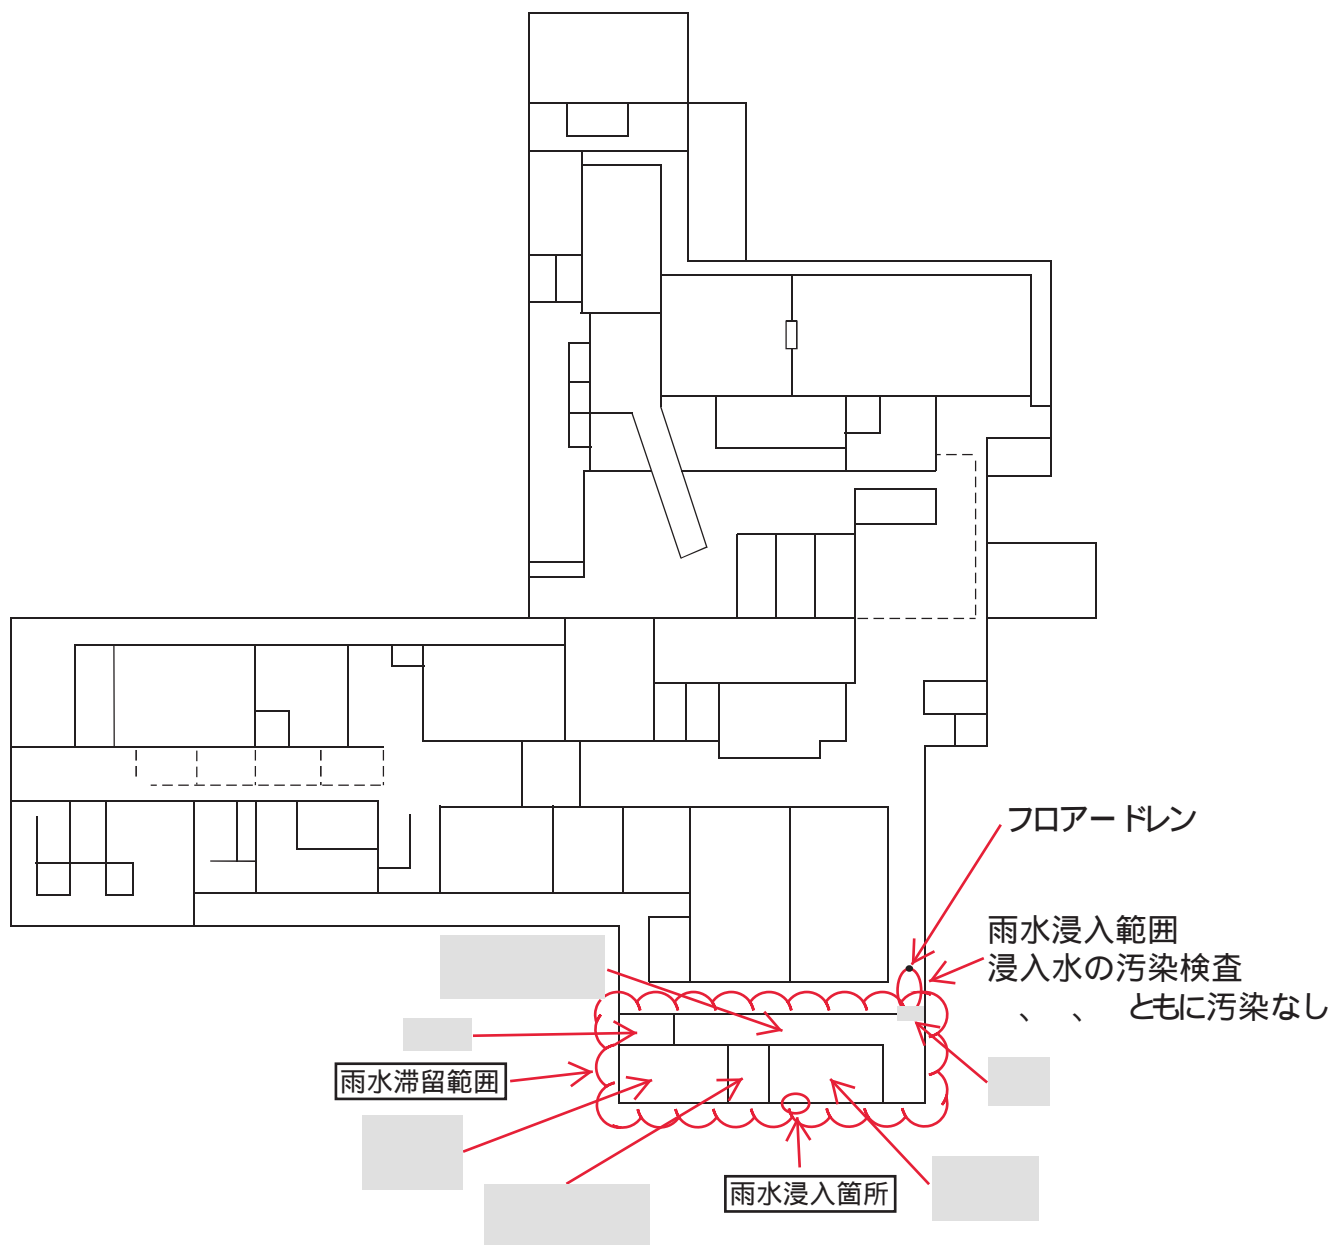 フロアードレン
雨水浸入範囲
浸入水の汚染検査
、　、　ともに汚染なし
雨水滞留範囲
雨水浸入箇所